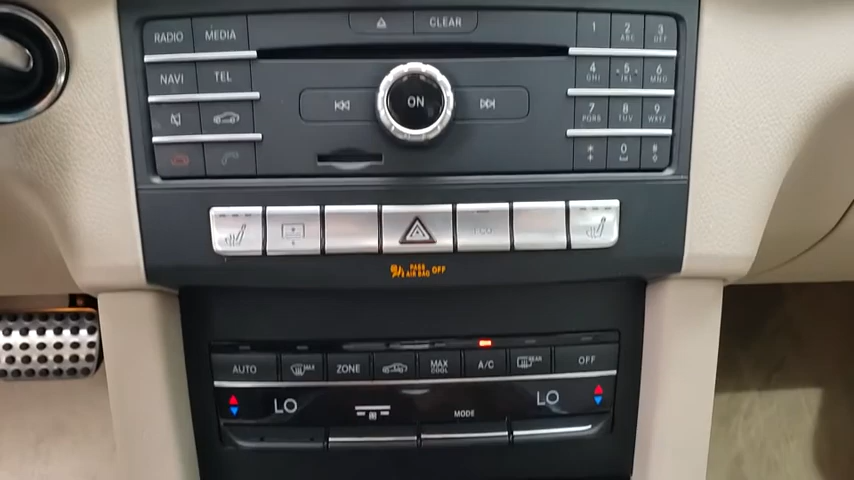 RADIO MEDIA
CLEAR
1 2 ABC 3 DEF
NAVI TEL
4 GHI 5 JKL 6 MNO
ON
7 PQRS 8 TUV 9 WXYZ
* + 0 #
PASS AIR BAG OFF
AUTO MAX ZONE MAX COOL A/C REAR OFF
LO LO
MODE